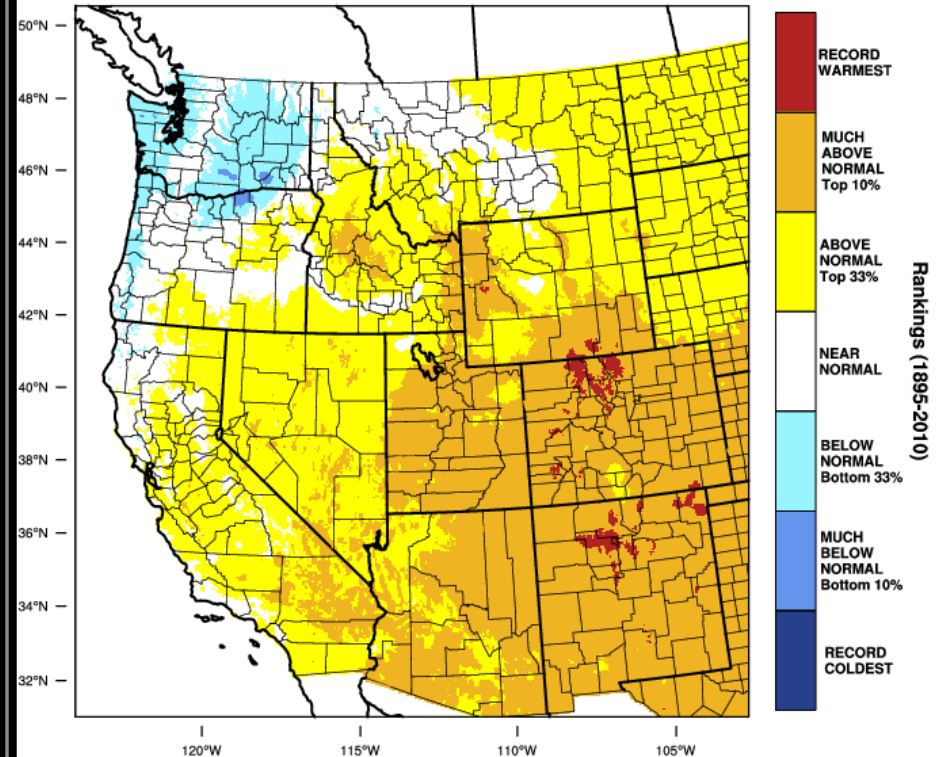 50°N
48°N
46°N
44°N
42°N
40°N
38°N
36°N
34°N
32°N
120°W
115°W
110°W
105°W
RECORD
WARMEST
MUCH
ABOVE
NORMAL
Top 10%
ABOVE
NORMAL
Top 33%
NEAR
NORMAL
BELOW
NORMAL
Bottom 33%
MUCH
BELOW
NORMAL
Bottom 10%
RECORD
COLDEST
Rankings (1895-2010)